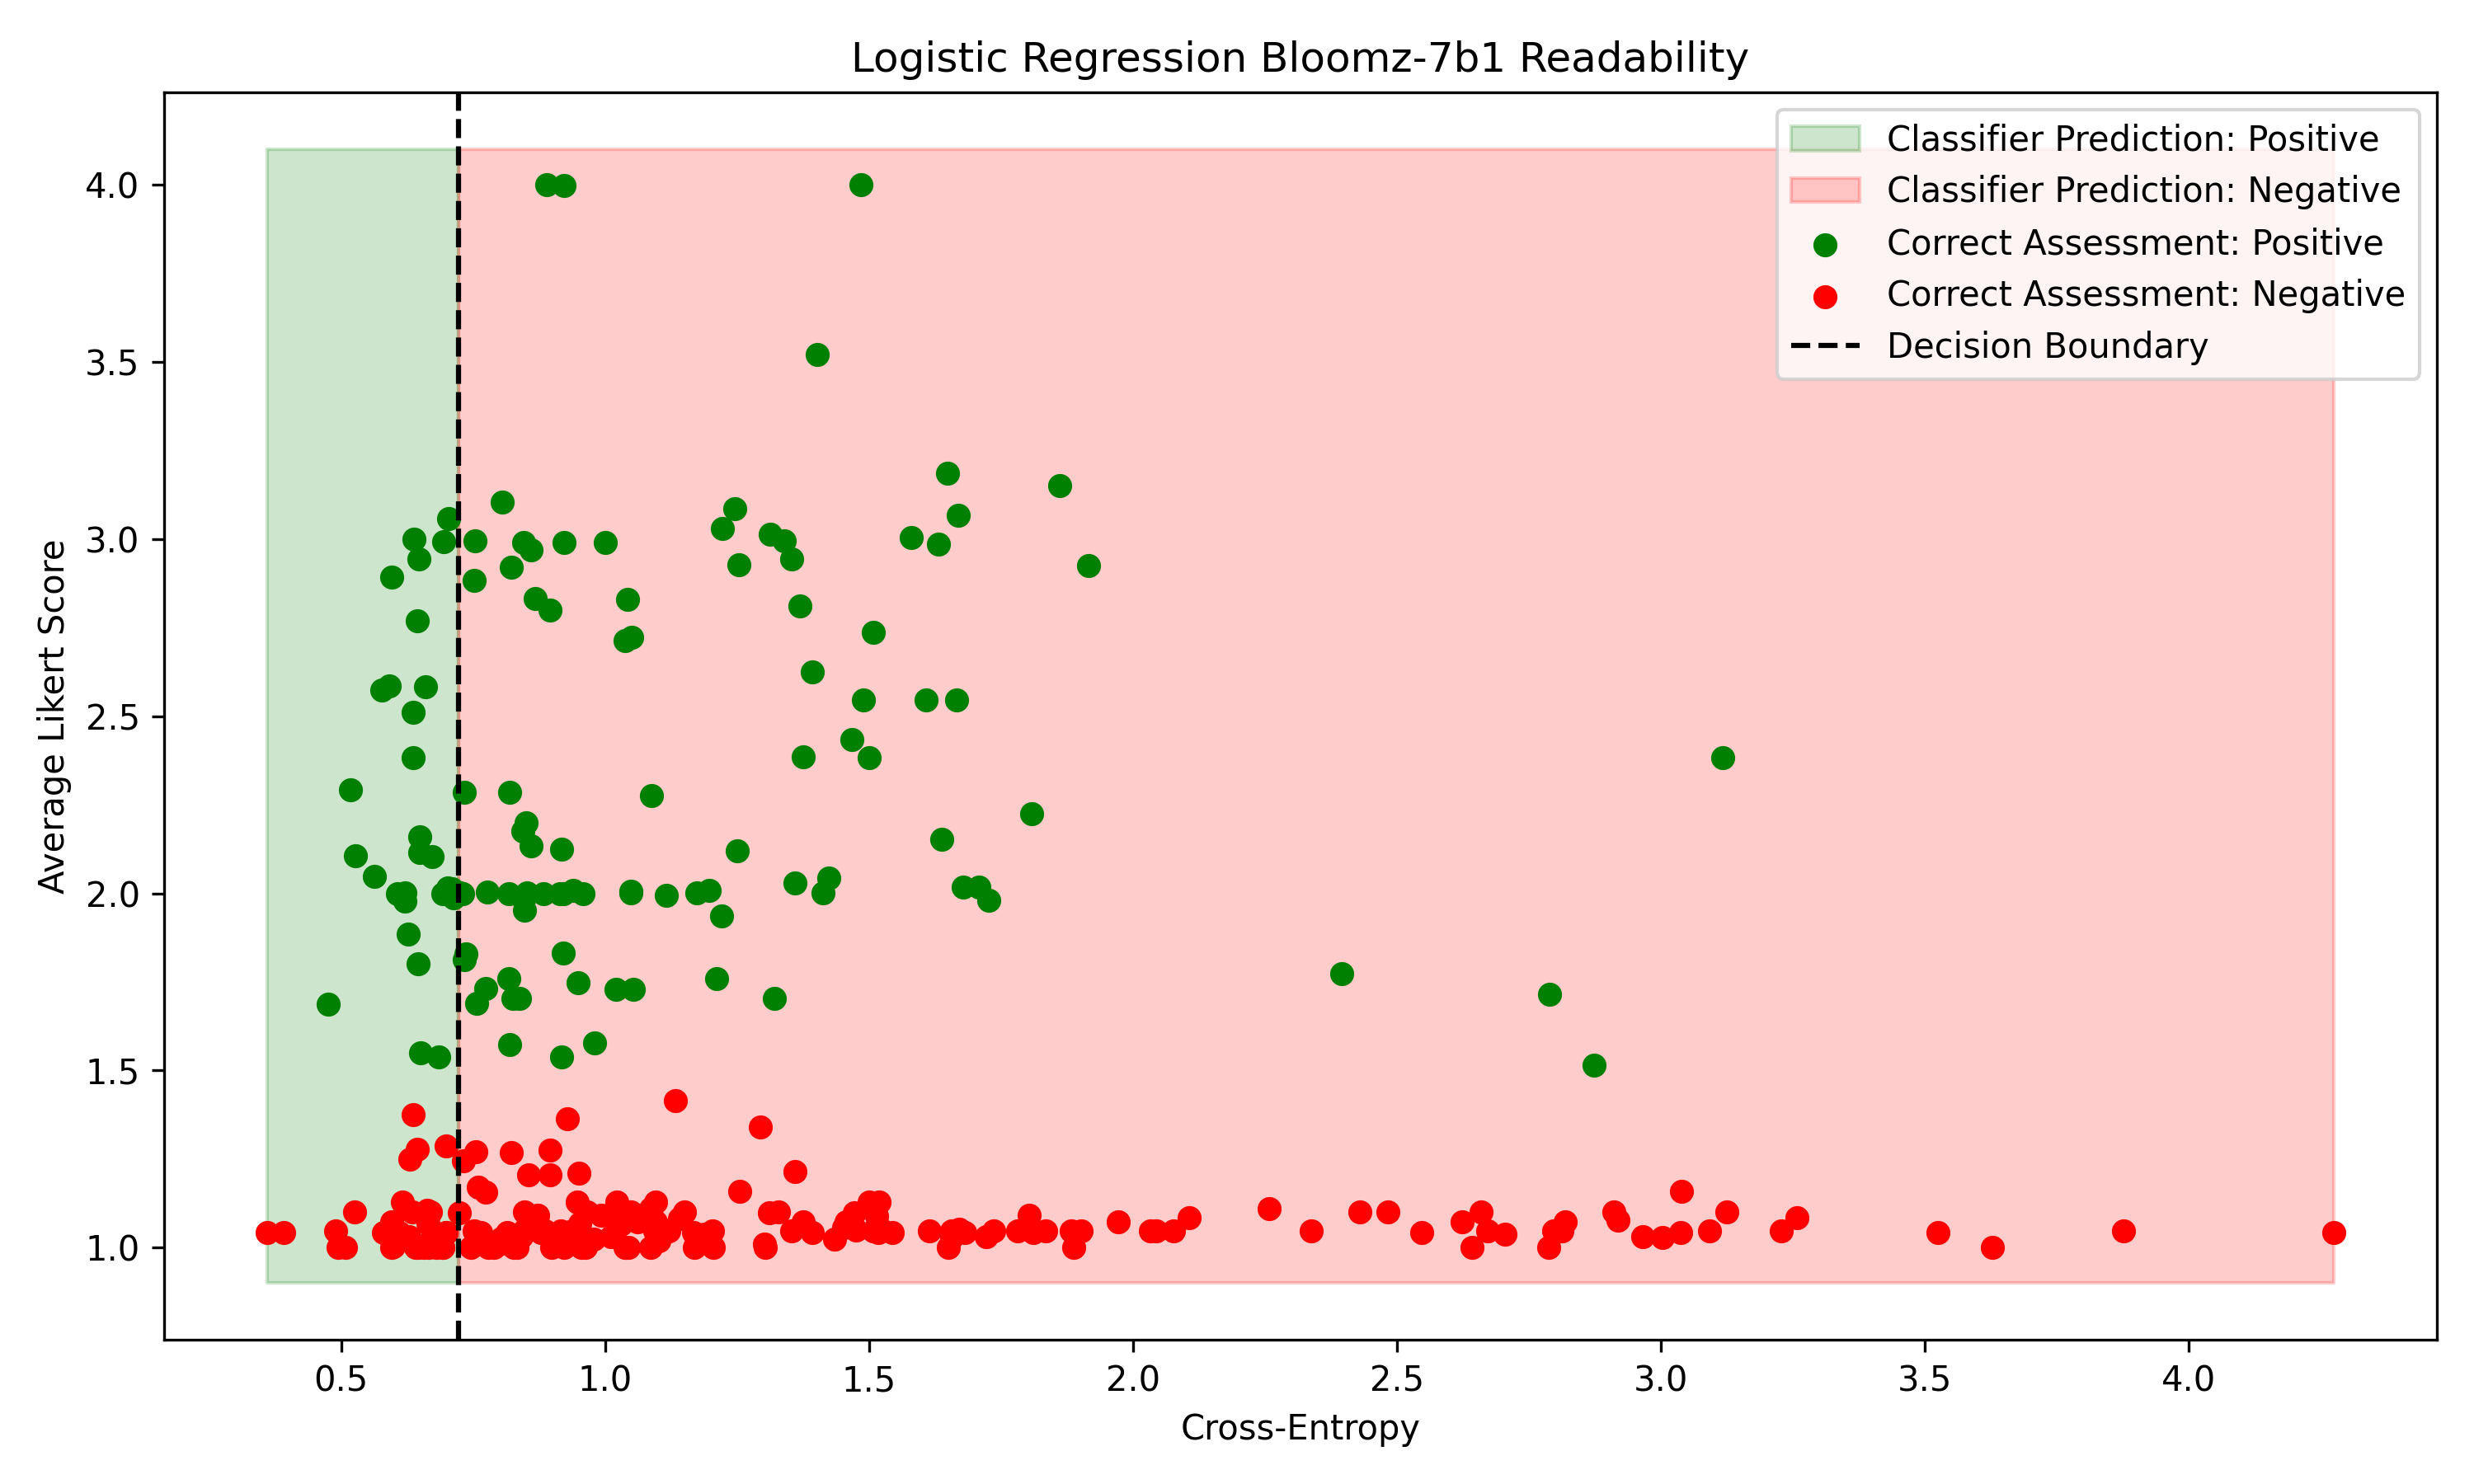 Logistic Regression Bloomz-7b1 Readability
Classifier Prediction: Positive
Classifier Prediction: Negative
Correct Assessment: Positive
Correct Assessment: Negative
Decision Boundary
Average Likert Score
4.0
3.5
3.0
2.5
2.0
1.5
1.0
0.5 1.0 1.5 2.0 2.5 3.0 3.5 4.0
Cross-Entropy